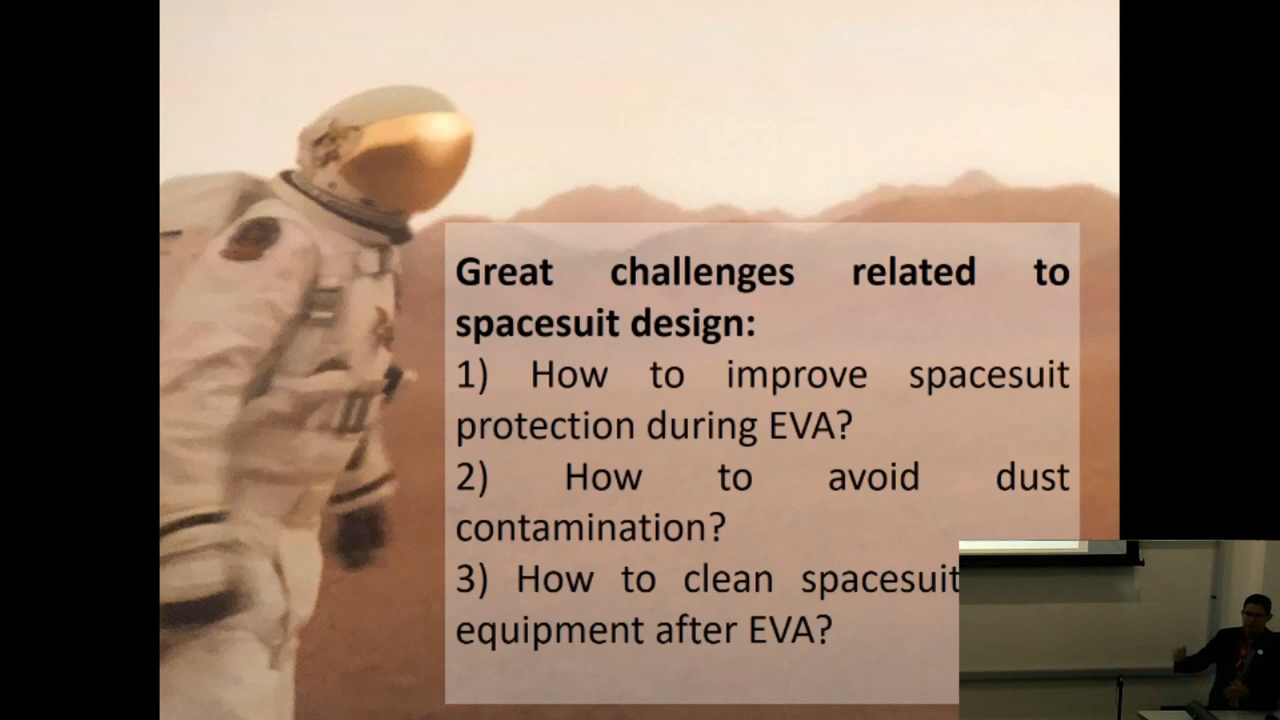 Great challenges related to
spacesuit design:
1) How to improve spacesuit
protection during EVA?
2) How to avoid dust
contamination?
3) How to clean spacesuit
equipment after EVA?